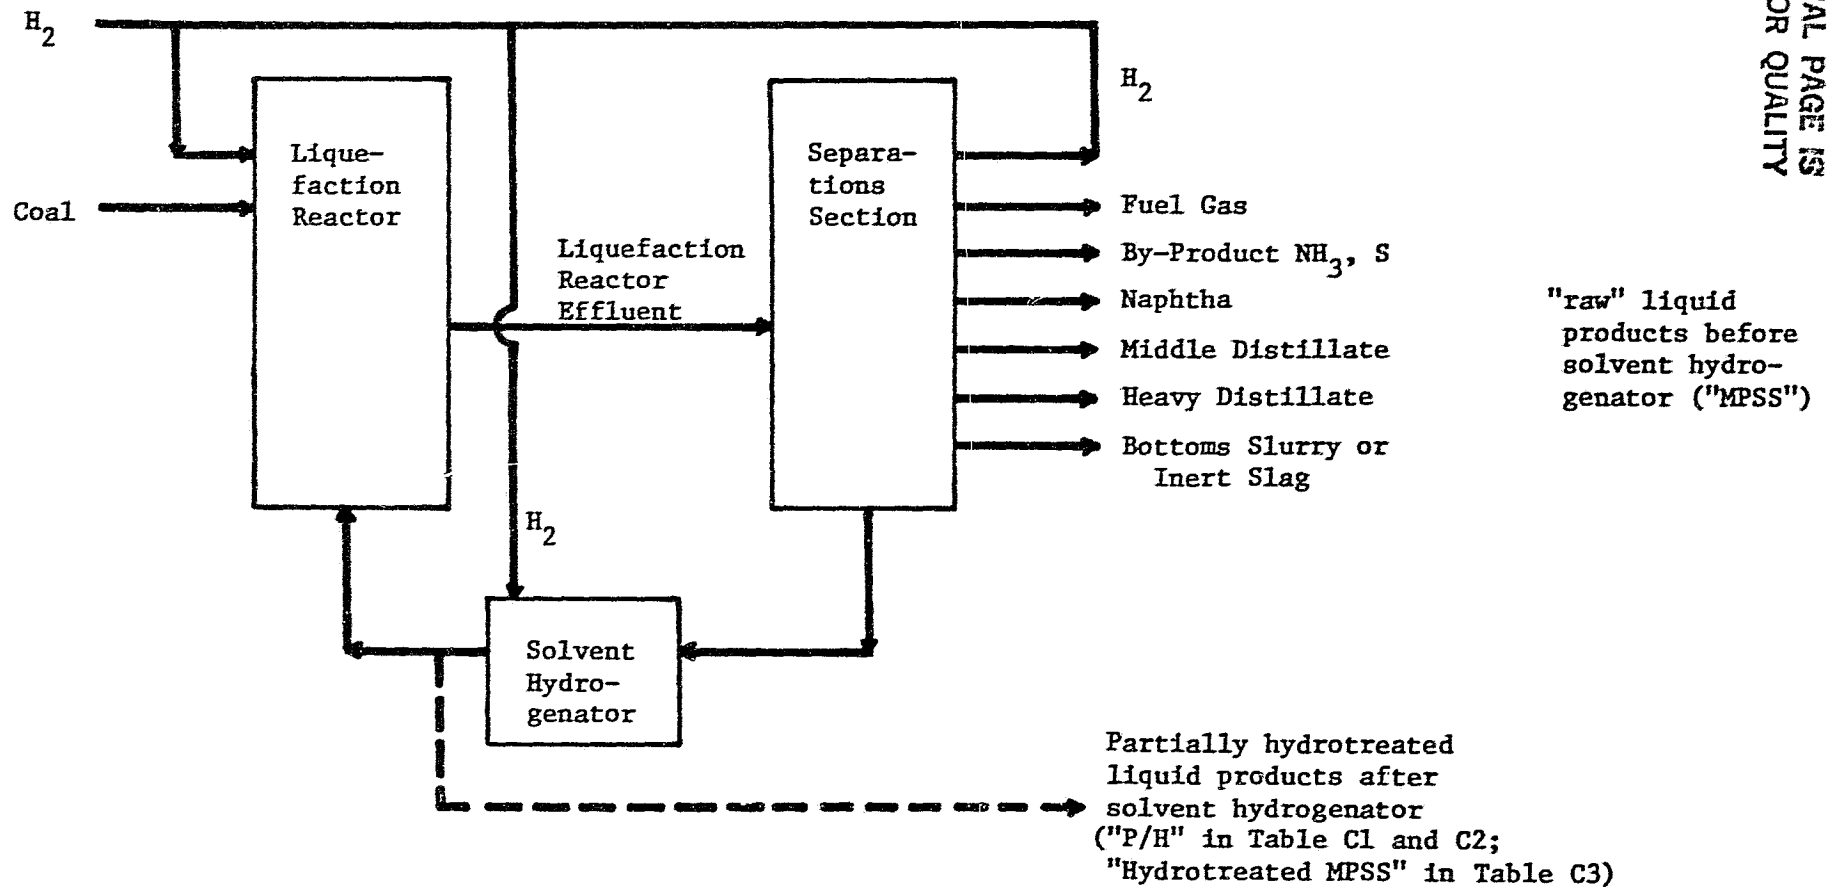 H2
H2
Lique-
faction
Reactor
Separa-
tions
Section
Coal
Fuel Gas
Liquefaction
Reactor
Effluent
By-Product NH3, S
Naphtha
Middle Distillate
Heavy Distillate
Bottoms Slurry or
Inert Slag
"raw" liquid
products before
solvent hydro-
genator ("MPSS")
H2
Solvent
Hydro-
genator
Partially hydrotreated
liquid products after
solvent hydrogenator
("P/H" in Table C1 and C2;
"Hydrotreated MPSS" in Table C3)
PAGE IS
QUALITY